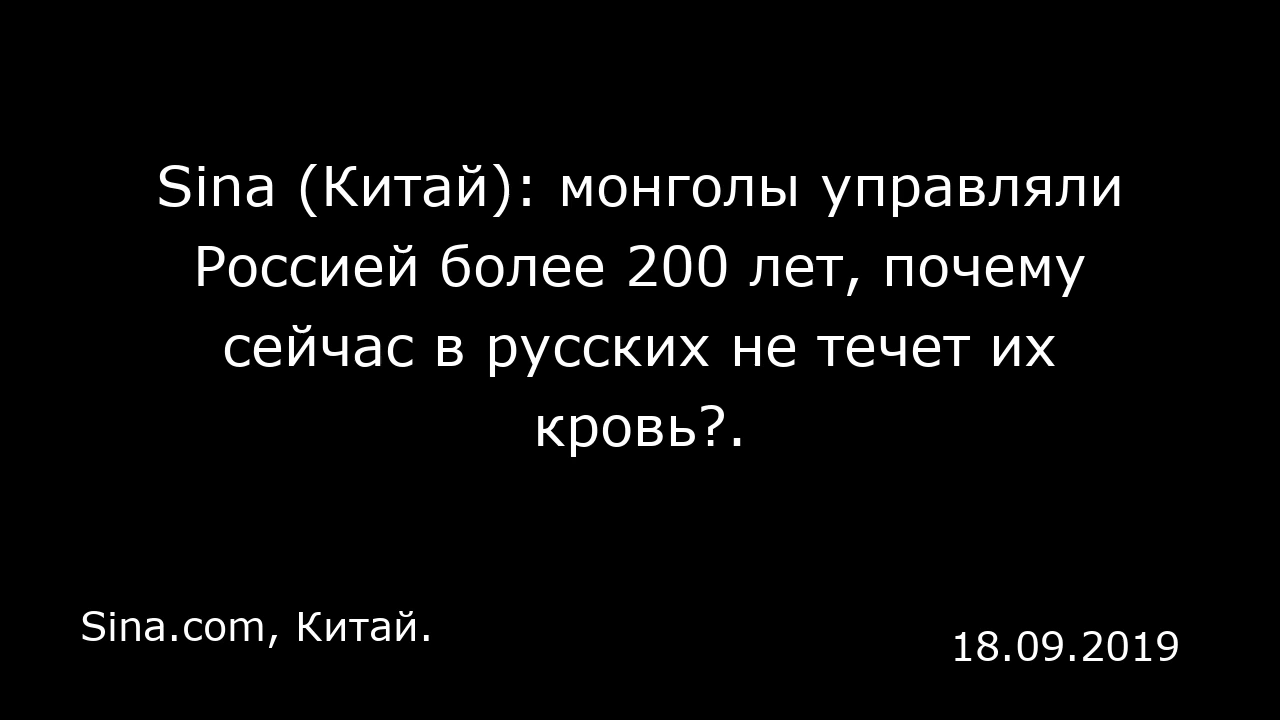 Sina (Китай): монголы управляли
Россией более 200 лет, почему
сейчас в русских не течет их
кровь?.
Sina.com, Китай.
18.09.2019